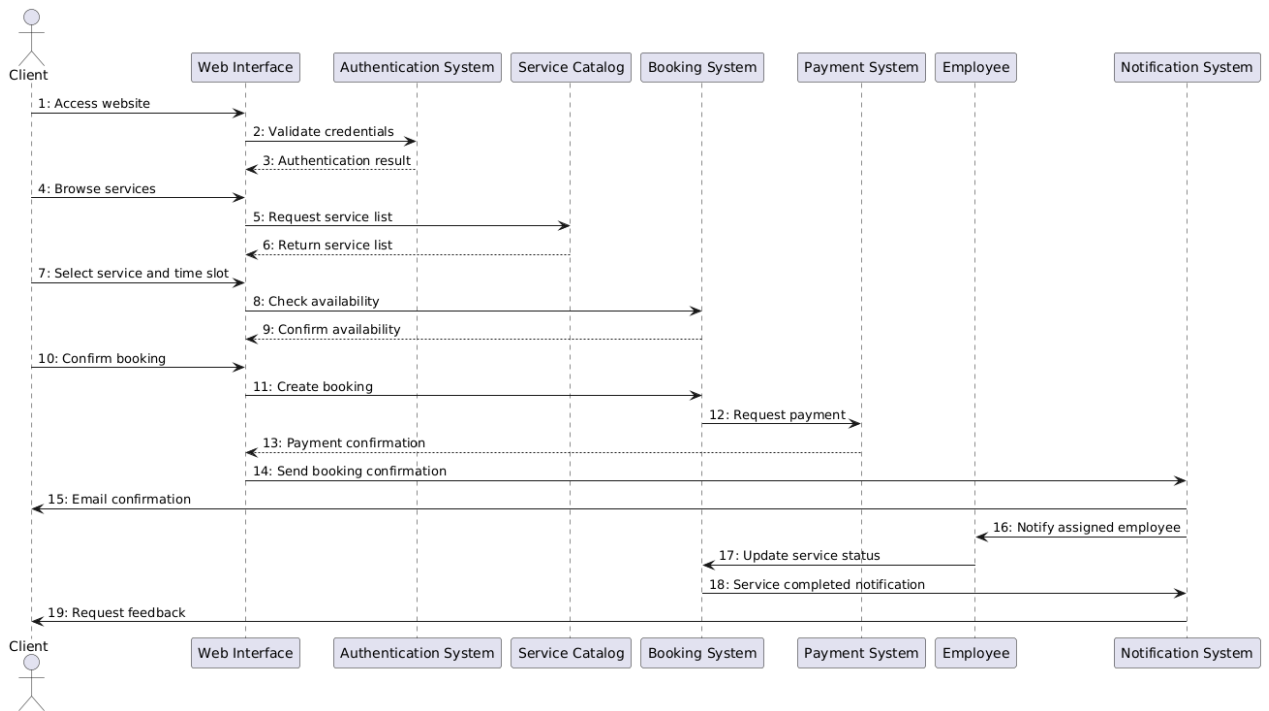 Client
Web Interface
Authentication System
Service Catalog
Booking System
Payment System
Employee
Notification System
1: Access website
2: Validate credentials
3: Authentication result
4: Browse services
5: Request service list
6: Return service list
7: Select service and time slot
8: Check availability
9: Confirm availability
10: Confirm booking
11: Create booking
12: Request payment
13: Payment confirmation
14: Send booking confirmation
15: Email confirmation
16: Notify assigned employee
17: Update service status
18: Service completed notification
19: Request feedback
Client
Web Interface
Authentication System
Service Catalog
Booking System
Payment System
Employee
Notification System